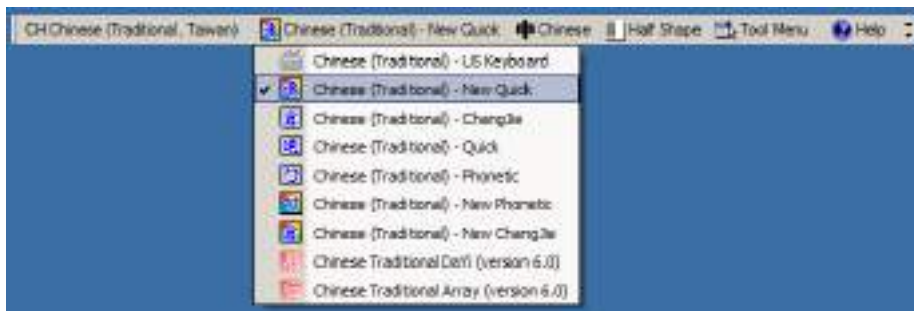 CH Chinese (Traditional, Taiwan) Chinese (Traditional) - New Quick Chinese Half Shape Tool Menu Help
Chinese (Traditional) - US Keyboard
Chinese (Traditional) - New Quick
Chinese (Traditional) - ChangJie
Chinese (Traditional) - Quick
Chinese (Traditional) - Phonetic
Chinese (Traditional) - New Phonetic
Chinese (Traditional) - New ChangJie
Chinese Traditional DaYi (version 6.0)
Chinese Traditional Array (version 6.0)